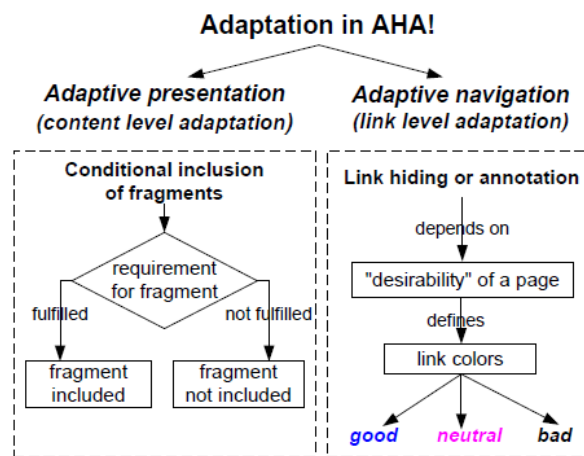 Adaptation in AHA!
Adaptive presentation
(content level adaptation)
Adaptive navigation
(link level adaptation)
Conditional inclusion
of fragments
requirement
for fragment
fulfilled
not fulfilled
fragment
included
fragment
not included
Link hiding or annotation
depends on
"desirability" of a page
defines
link colors
good
neutral
bad